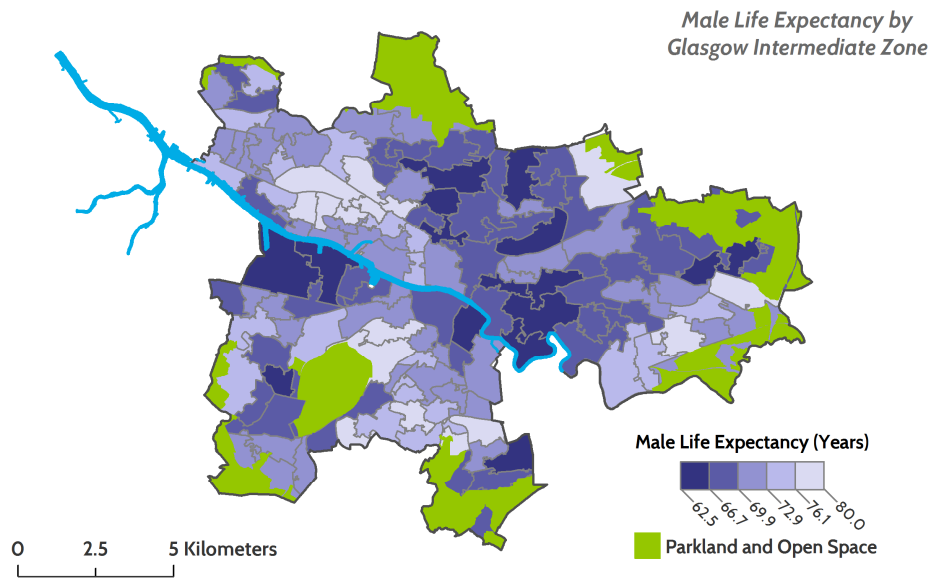 Male Life Expectancy by
Glasgow Intermediate Zone
Male Life Expectancy (Years)
62.5 66.7 69.9 72.9 76.1 80.0
Parkland and Open Space
0 2.5 5 Kilometers